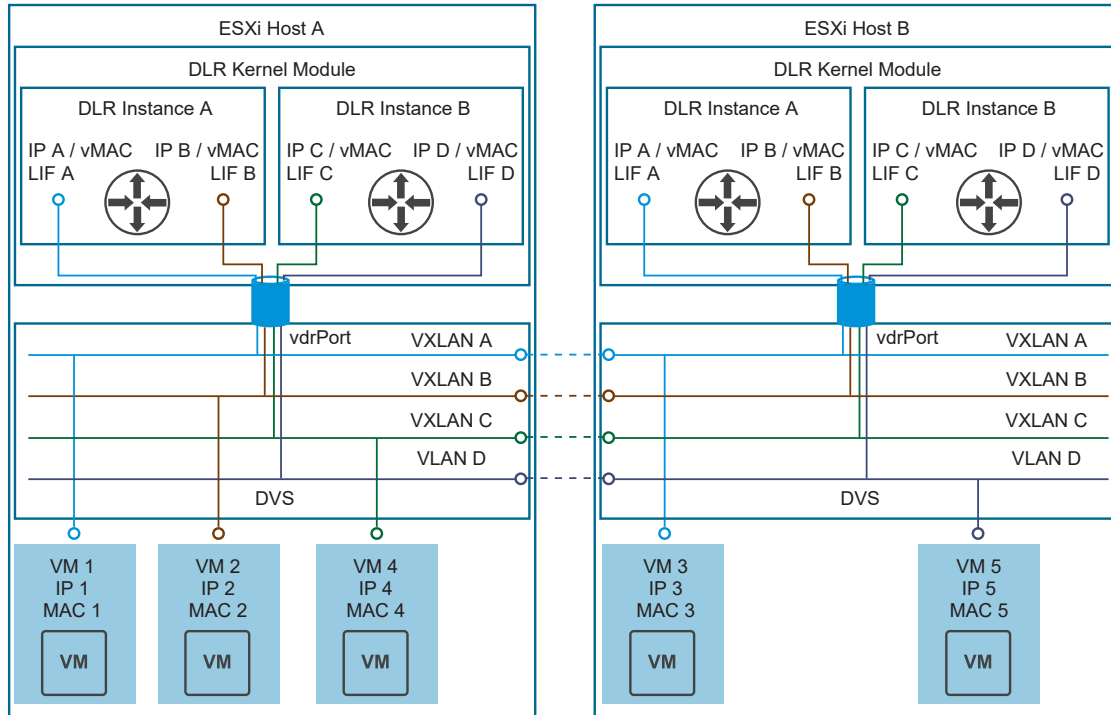 ESXi Host A
DLR Kernel Module
DLR Instance A
IP A / vMAC
LIF A
IP B / vMAC
LIF B
DLR Instance B
IP C / vMAC
LIF C
IP D / vMAC
LIF D
vdrPort
VXLAN A
VXLAN B
VXLAN C
VLAN D
DVS
VM 1
IP 1
MAC 1
VM
VM 2
IP 2
MAC 2
VM
VM 4
IP 4
MAC 4
VM
ESXi Host B
DLR Kernel Module
DLR Instance A
IP A / vMAC
LIF A
IP B / vMAC
LIF B
DLR Instance B
IP C / vMAC
LIF C
IP D / vMAC
LIF D
vdrPort
VXLAN A
VXLAN B
VXLAN C
VLAN D
DVS
VM 3
IP 3
MAC 3
VM
VM 5
IP 5
MAC 5
VM